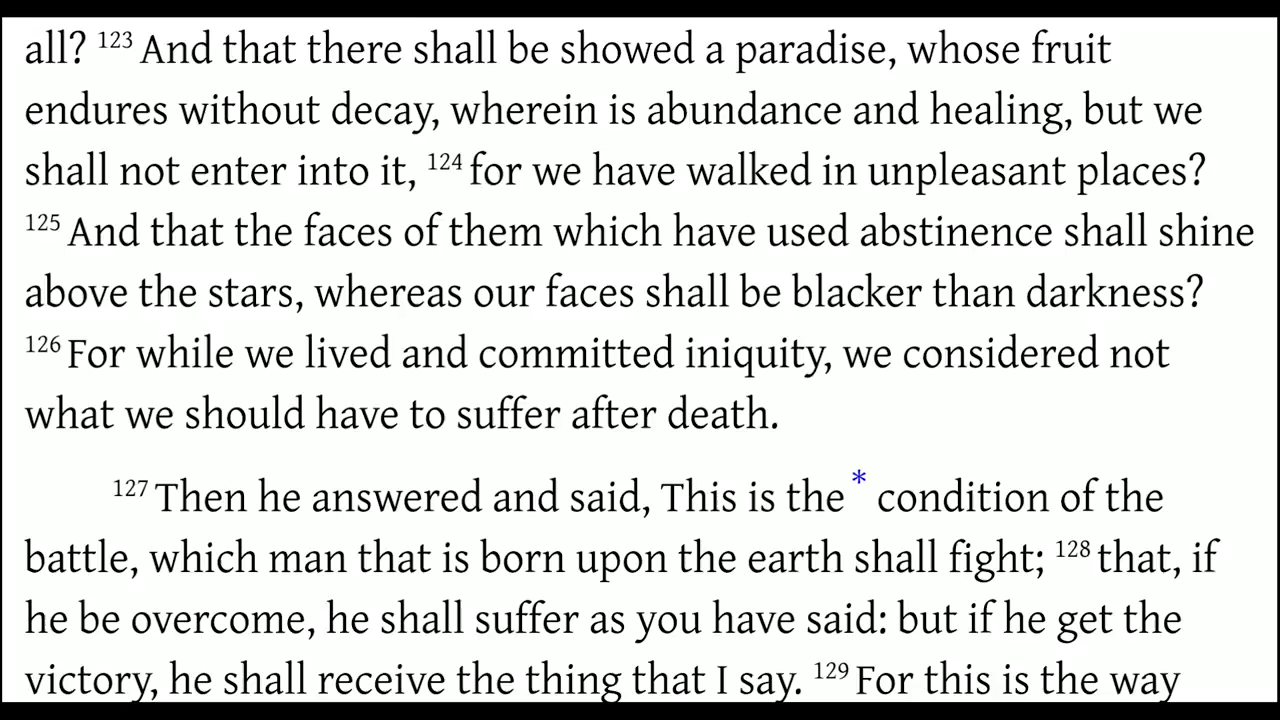 all? 123 And that there shall be showed a paradise, whose fruit
endures without decay, wherein is abundance and healing, but we
shall not enter into it, 124 for we have walked in unpleasant places?
125 And that the faces of them which have used abstinence shall shine
above the stars, whereas our faces shall be blacker than darkness?
126 For while we lived and committed iniquity, we considered not
what we should have to suffer after death.
127 Then he answered and said, This is the * condition of the
battle, which man that is born upon the earth shall fight; 128 that, if
he be overcome, he shall suffer as you have said: but if he get the
victory, he shall receive the thing that I say. 129 For this is the way